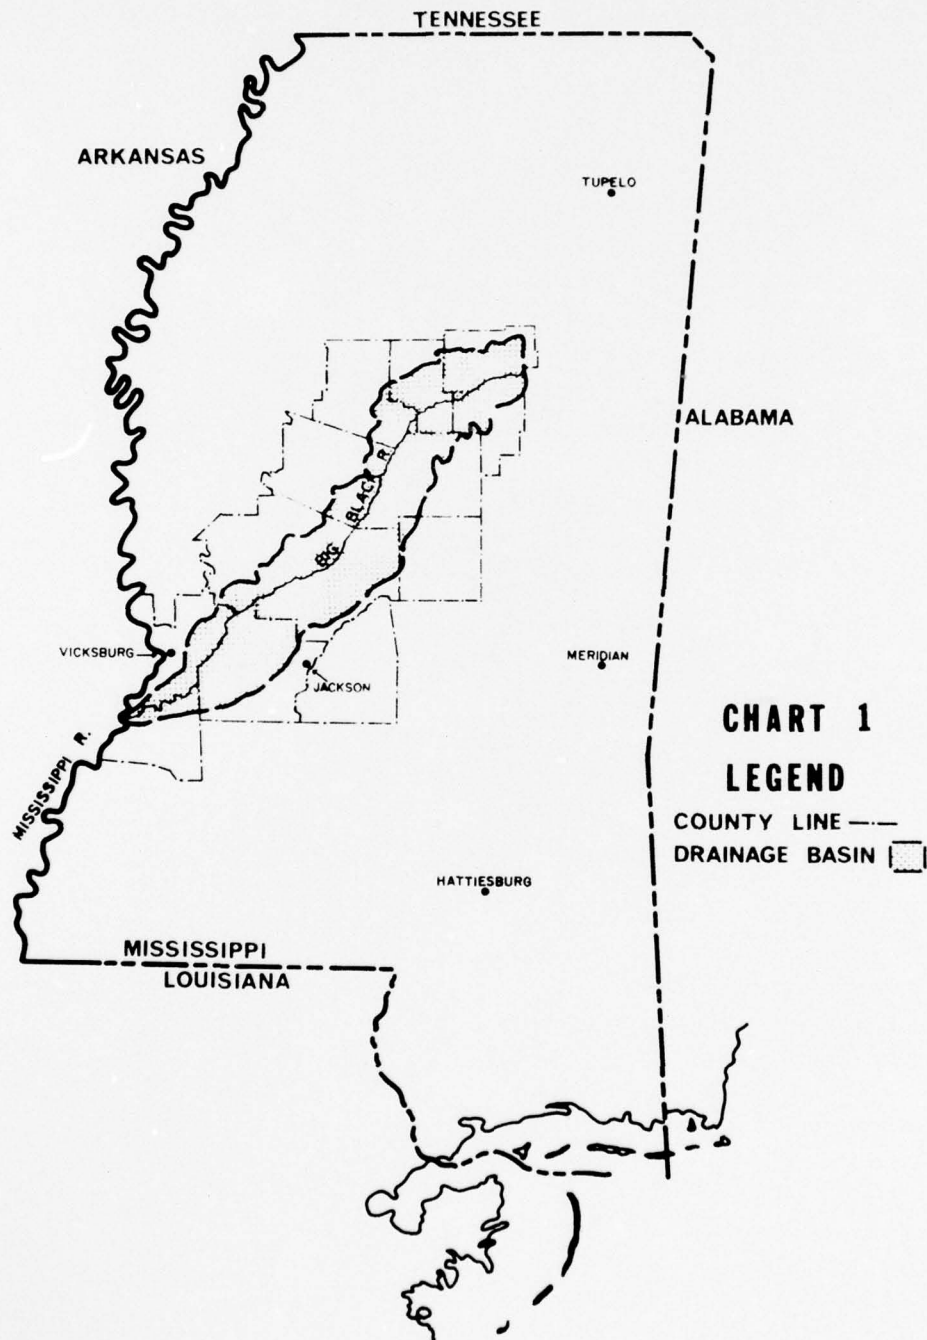 TENNESSEE
ARKANSAS
TUPELO
ALABAMA
BIG BLACK R.
VICKSBURG
JACKSON
MERIDIAN
MISSISSIPPI R.
CHART 1
LEGEND
COUNTY LINE
DRAINAGE BASIN
HATTIESBURG
MISSISSIPPI
LOUISIANA